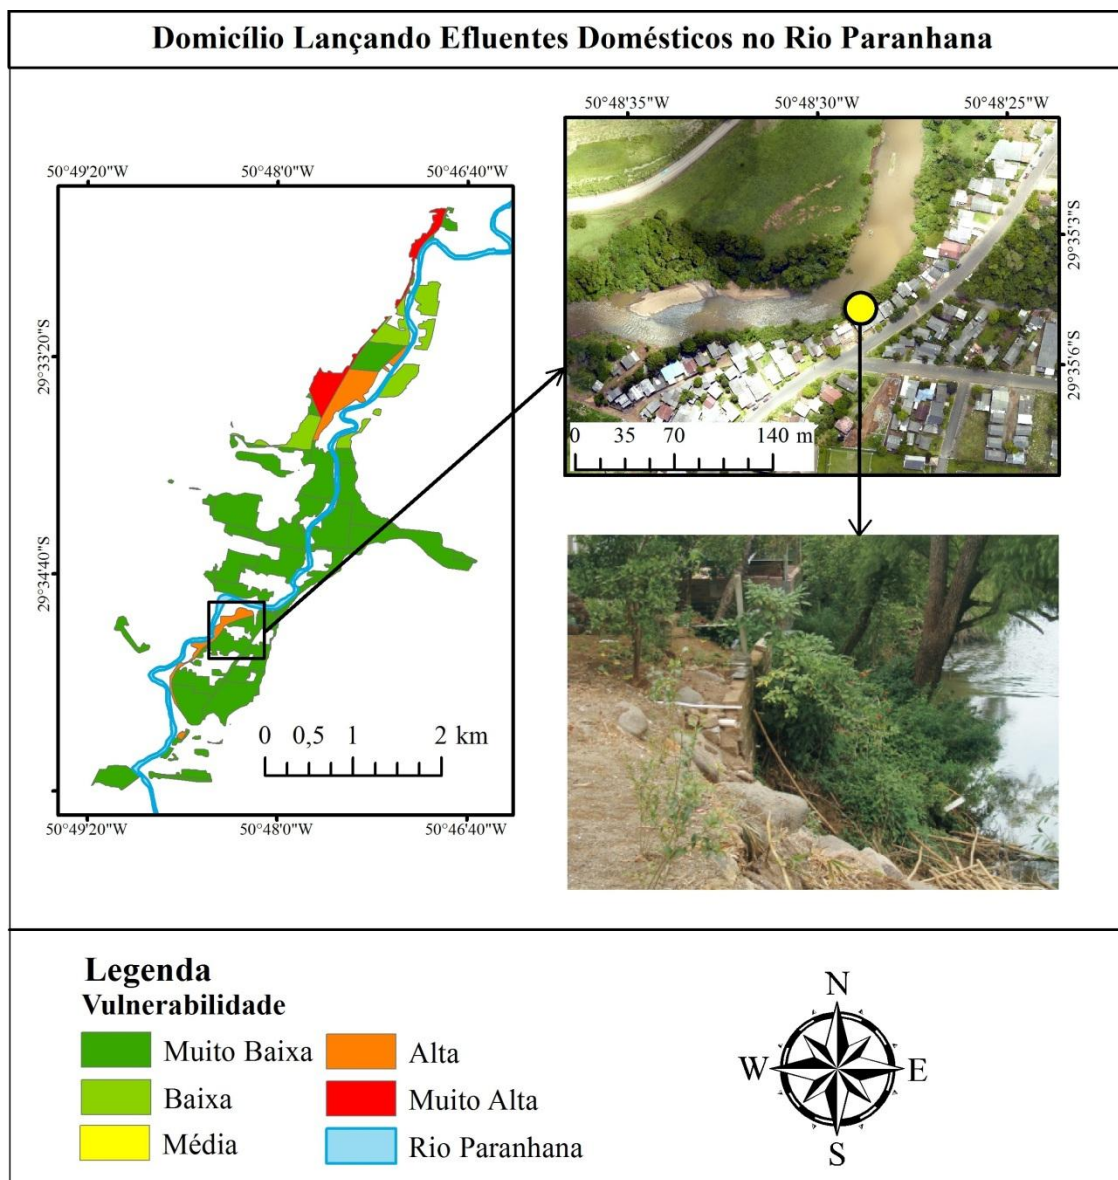 Domicílio Lançando Efluentes Domésticos no Rio Paranhana
50°48'35"W 50°48'30"W 50°48'25"W
50°49'20"W 50°48'0"W 50°46'40"W
29°35'3"S
29°33'20"S
29°35'6"S
0 35 70 140 m
29°34'40"S
0 0,5 1 2 km
50°49'20"W 50°48'0"W 50°46'40"W
Legenda
Vulnerabilidade
Muito Baixa
Baixa
Média
Alta
Muito Alta
Rio Paranhana
N
W E
S